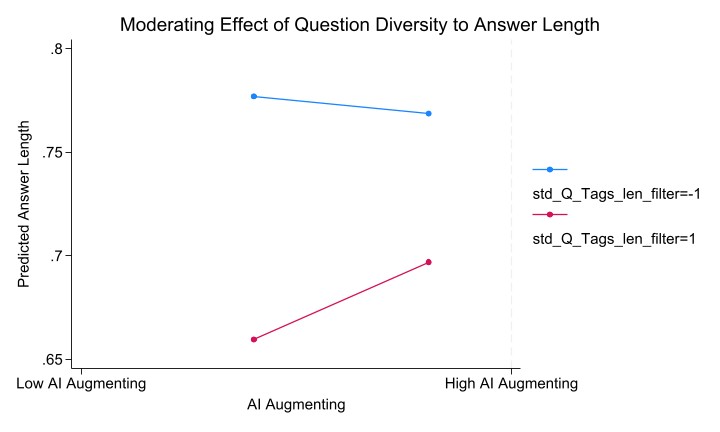 Moderating Effect of Question Diversity to Answer Length
Predicted Answer Length
.8
.75
.7
.65
Low AI Augmenting
High AI Augmenting
AI Augmenting
std_Q_Tags_len_filter=-1
std_Q_Tags_len_filter=1